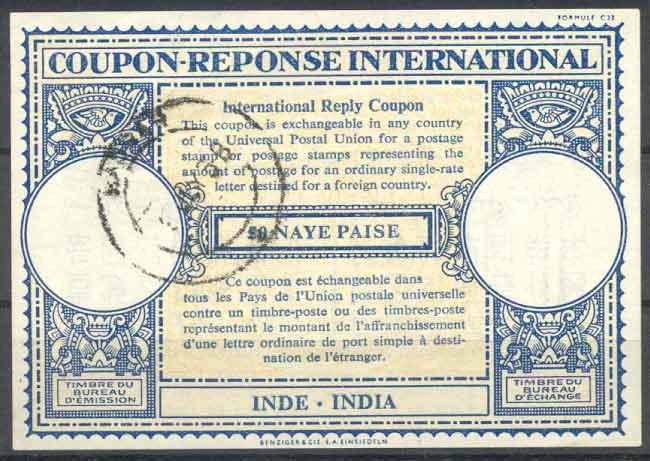 FORMULE C22
COUPON-REPONSE INTERNATIONAL
International Reply Coupon
This coupon is exchangeable in any country
of the Universal Postal Union for a postage
stamp or postage stamps representing the
amount of postage for an ordinary single-rate
letter destined for a foreign country.
NAYE PAISE
Ce coupon est échangeable dans
tous les Pays de l'Union postale universelle
contre un timbre-poste ou des timbres-poste
représentant le montant de l'affranchissement
d'une lettre ordinaire de port simple à desti-
nation de l'étranger.
TIMBRE DU
BUREAU
D'ÉMISSION
TIMBRE DU
BUREAU
D'ÉCHANGE
INDE · INDIA
BENZIGER & CIE. S.A. EINSIEDELN